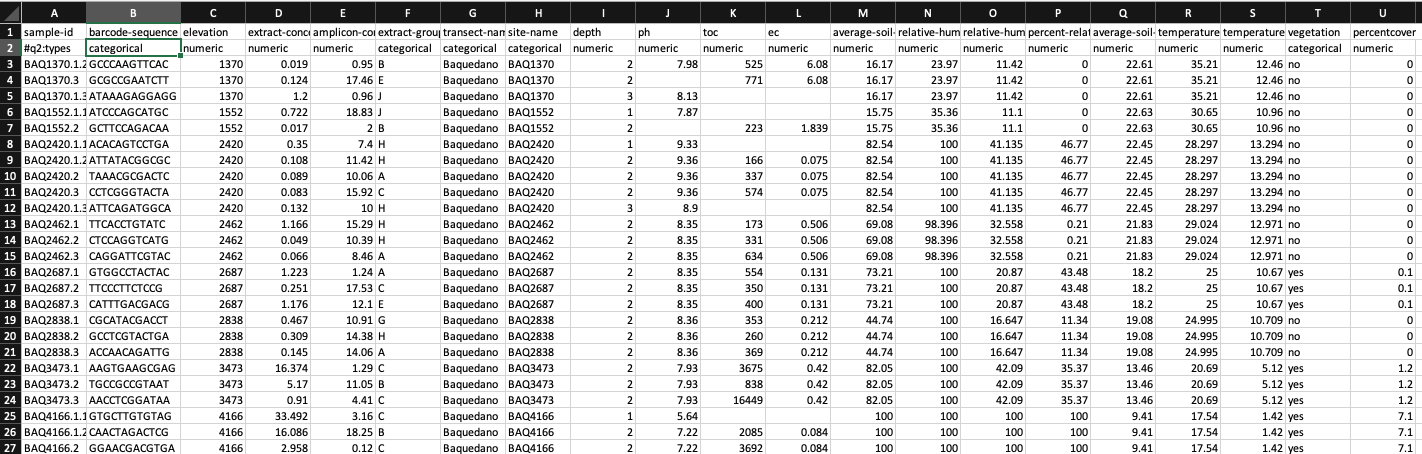 A B C D E F G H I J K L M N O P Q R S T U
1 sample-id barcode-sequence elevation extract-conc amplicon-co extract-grou transect-nam site-name depth ph toc ec average-soil- relative-hum relative-hum percent-relat average-soil- temperature temperature vegetation percentcover
2 #q2:types categorical numeric numeric numeric categorical categorical categorical numeric numeric numeric numeric numeric numeric numeric numeric numeric numeric numeric categorical numeric
3 BAQ1370.1.2 GCCCAAGTTCAC 1370 0.019 0.95 B Baquedano BAQ1370 2 7.98 525 6.08 16.17 23.97 11.42 0 22.61 35.21 12.46 no 0
4 BAQ1370.3 GCGCCGAATCTT 1370 0.124 17.46 E Baquedano BAQ1370 2 771 6.08 16.17 23.97 11.42 0 22.61 35.21 12.46 no 0
5 BAQ1370.1.3 ATAAAGAGGAGG 1370 1.2 0.96 J Baquedano BAQ1370 3 8.13 16.17 23.97 11.42 0 22.61 35.21 12.46 no 0
6 BAQ1552.1.1 ATCCCAGCATGC 1552 0.722 18.83 J Baquedano BAQ1552 1 7.87 15.75 35.36 11.1 0 22.63 30.65 10.96 no 0
7 BAQ1552.2 GCTTCCAGACAA 1552 0.017 2 B Baquedano BAQ1552 2 223 1.839 15.75 35.36 11.1 0 22.63 30.65 10.96 no 0
8 BAQ2420.1.1 ACACAGTCCTGA 2420 0.35 7.4 H Baquedano BAQ2420 1 9.33 82.54 100 41.135 46.77 22.45 28.297 13.294 no 0
9 BAQ2420.1.2 ATTATACGGCGC 2420 0.108 11.42 H Baquedano BAQ2420 2 9.36 166 0.075 82.54 100 41.135 46.77 22.45 28.297 13.294 no 0
10 BAQ2420.2 TAAACGCGACTC 2420 0.089 10.06 A Baquedano BAQ2420 2 9.36 337 0.075 82.54 100 41.135 46.77 22.45 28.297 13.294 no 0
11 BAQ2420.3 CCTCGGGTACTA 2420 0.083 15.92 C Baquedano BAQ2420 2 9.36 574 0.075 82.54 100 41.135 46.77 22.45 28.297 13.294 no 0
12 BAQ2420.1.3 ATTCAGATGGCA 2420 0.132 10 H Baquedano BAQ2420 3 8.9 82.54 100 41.135 46.77 22.45 28.297 13.294 no 0
13 BAQ2462.1 TTCACCTGTATC 2462 1.166 15.29 H Baquedano BAQ2462 2 8.35 173 0.506 69.08 98.396 32.558 0.21 21.83 29.024 12.971 no 0
14 BAQ2462.2 CTCCAGGTCATG 2462 0.049 10.39 H Baquedano BAQ2462 2 8.35 331 0.506 69.08 98.396 32.558 0.21 21.83 29.024 12.971 no 0
15 BAQ2462.3 CAGGATTCGTAC 2462 0.066 8.46 A Baquedano BAQ2462 2 8.35 634 0.506 69.08 98.396 32.558 0.21 21.83 29.024 12.971 no 0
16 BAQ2687.1 GTGGCCTACTAC 2687 1.223 1.24 A Baquedano BAQ2687 2 8.35 554 0.131 73.21 100 20.87 43.48 18.2 25 10.67 yes 0.1
17 BAQ2687.2 TTCCCTTCTCCG 2687 0.251 17.53 C Baquedano BAQ2687 2 8.35 350 0.131 73.21 100 20.87 43.48 18.2 25 10.67 yes 0.1
18 BAQ2687.3 CATTTGACGACG 2687 1.176 12.1 E Baquedano BAQ2687 2 8.35 400 0.131 73.21 100 20.87 43.48 18.2 25 10.67 yes 0.1
19 BAQ2838.1 CGCATACGACCT 2838 0.467 10.91 G Baquedano BAQ2838 2 8.36 353 0.212 44.74 100 16.647 11.34 19.08 24.995 10.709 no 0
20 BAQ2838.2 GCCTCGTACTGA 2838 0.309 14.38 H Baquedano BAQ2838 2 8.36 260 0.212 44.74 100 16.647 11.34 19.08 24.995 10.709 no 0
21 BAQ2838.3 ACCAACAGATTG 2838 0.145 14.06 A Baquedano BAQ2838 2 8.36 369 0.212 44.74 100 16.647 11.34 19.08 24.995 10.709 no 0
22 BAQ3473.1 AAGTGAAGCGAG 3473 16.374 1.29 C Baquedano BAQ3473 2 7.93 3675 0.42 82.05 100 42.09 35.37 13.46 20.69 5.12 yes 1.2
23 BAQ3473.2 TGCCGCCGTAAT 3473 5.17 11.05 B Baquedano BAQ3473 2 7.93 838 0.42 82.05 100 42.09 35.37 13.46 20.69 5.12 yes 1.2
24 BAQ3473.3 AACCTCGGATAA 3473 0.91 4.41 C Baquedano BAQ3473 2 7.93 16449 0.42 82.05 100 42.09 35.37 13.46 20.69 5.12 yes 1.2
25 BAQ4166.1.1 GTGCTTGTGTAG 4166 33.492 3.16 C Baquedano BAQ4166 1 5.64 100 100 100 100 9.41 17.54 1.42 yes 7.1
26 BAQ4166.1.2 CAACTAGACTCG 4166 16.086 18.25 B Baquedano BAQ4166 2 7.22 2085 0.084 100 100 100 100 9.41 17.54 1.42 yes 7.1
27 BAQ4166.2 GGAACGACGTGA 4166 2.958 0.12 C Baquedano BAQ4166 2 7.22 3692 0.084 100 100 100 100 9.41 17.54 1.42 yes 7.1